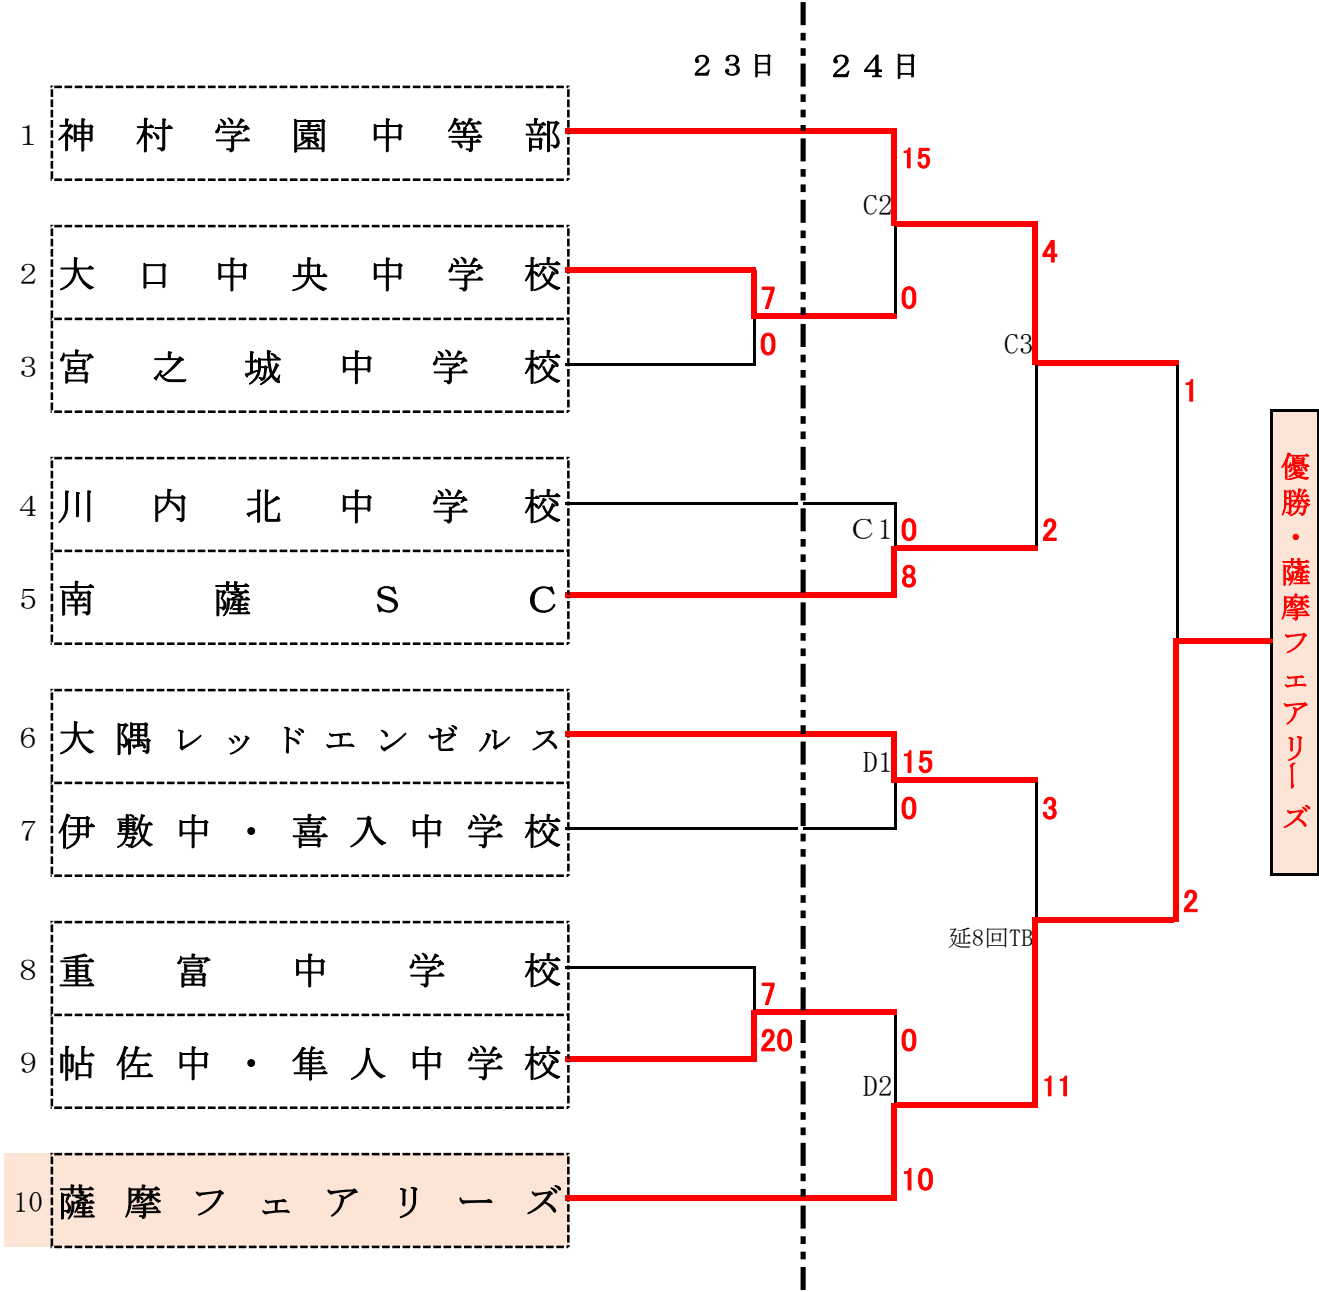 ２３日 ２４日
1 神村学園中等部
15
C2
4
2 大口中央中学校
7
0
0
3 宮之城中学校
C3
1
4 川内北中学校
Ｃ１ 0
2
8
5 南薩ＳＣ
優勝・薩摩フェアリーズ
6 大隅レッドエンゼルス
D1 15
0
3
7 伊敷中・喜入中学校
2
延8回TB
8 重富中学校
7
20
0
9 帖佐中・隼人中学校
D2
11
10
10 薩摩フェアリーズ